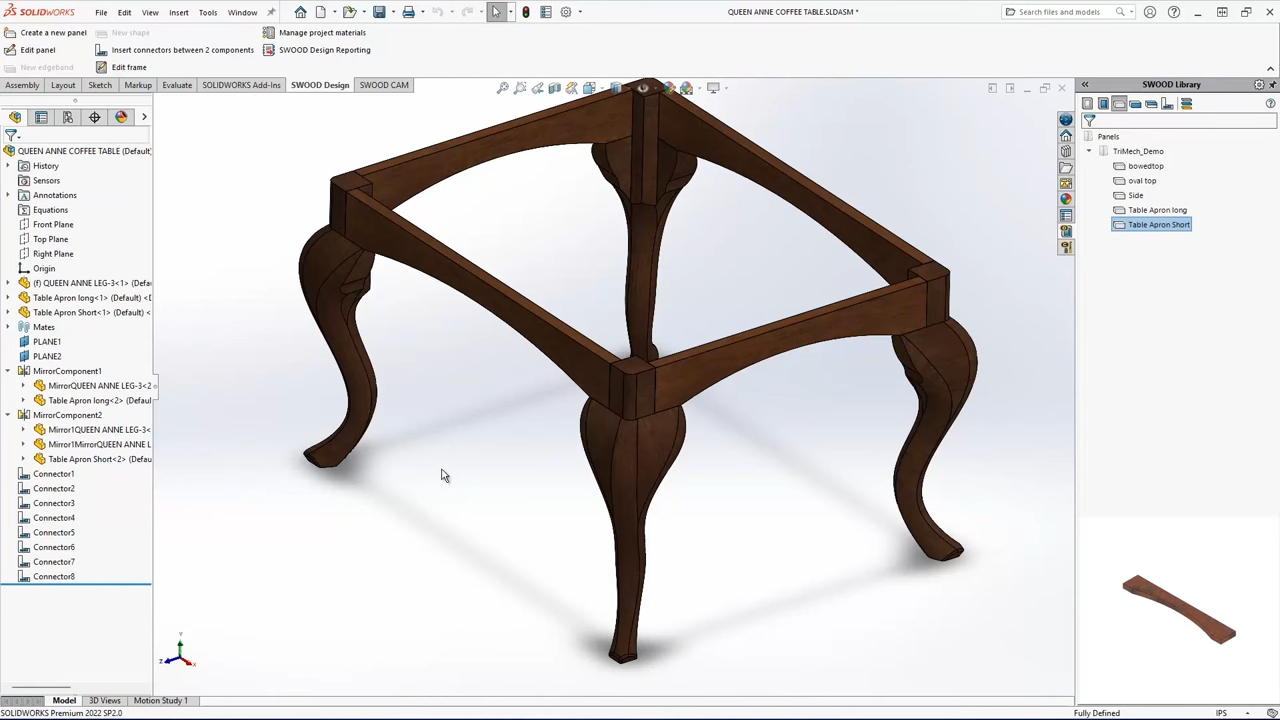 SOLIDWORKS File Edit View Insert Tools Window QUEEN ANNE COFFEE TABLE.SLDASM * Search files and models
Create a new panel New shape Manage project materials
Edit panel Insert connectors between 2 components SWOOD Design Reporting
New edgeband Edit frame
Assembly Layout Sketch Markup Evaluate SOLIDWORKS Add-Ins SWOOD Design SWOOD CAM
SWOOD Library
QUEEN ANNE COFFEE TABLE (Default)
History
Sensors
Annotations
Equations
Front Plane
Top Plane
Right Plane
Origin
(f) QUEEN ANNE LEG-3<1> (Default)
Table Apron long<1> (Default) <D
Table Apron Short<1> (Default) <
Mates
PLANE1
PLANE2
MirrorComponent1
MirrorQUEEN ANNE LEG-3<2
Table Apron long<2> (Defaul
MirrorComponent2
Mirror1QUEEN ANNE LEG-3<
Mirror1MirrorQUEEN ANNE L
Table Apron Short<2> (Defau
Connector1
Connector2
Connector3
Connector4
Connector5
Connector6
Connector7
Connector8
Panels
TriMech_Demo
bowedtop
oval top
Side
Table Apron long
Table Apron Short
Y
Z
X
Model 3D Views Motion Study 1
SOLIDWORKS Premium 2022 SP2.0 Fully Defined IPS